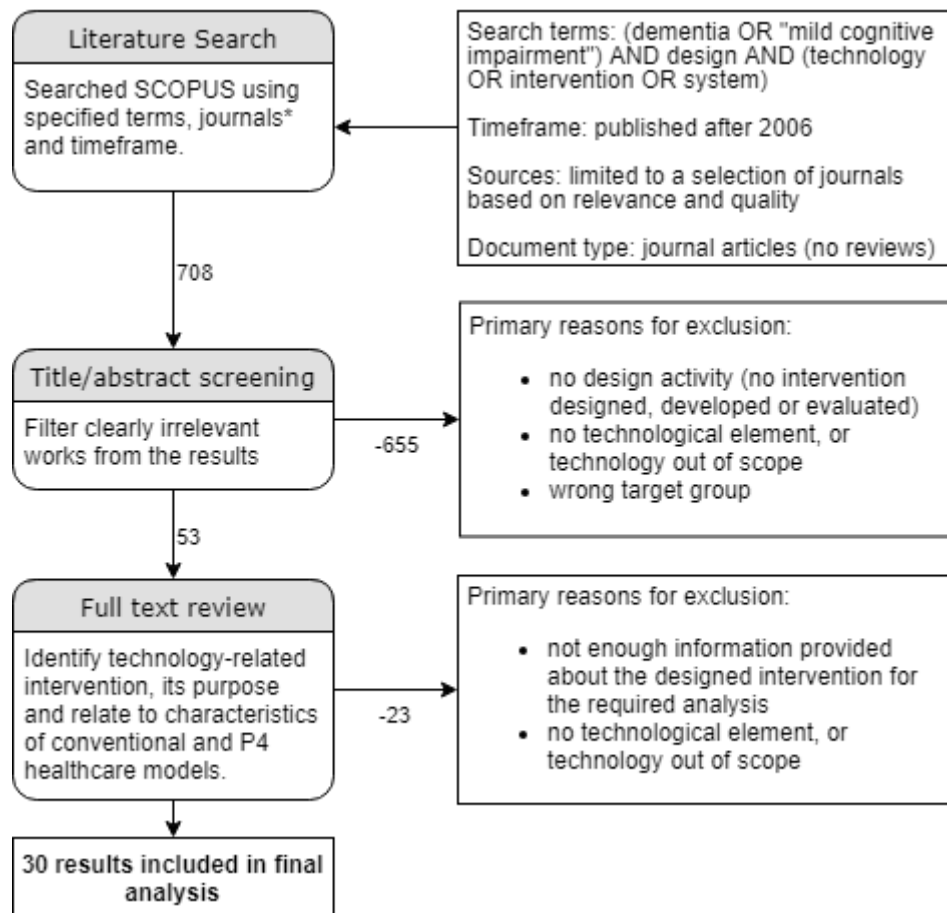 Literature Search
Searched SCOPUS using
specified terms, journals*
and timeframe.
Search terms: (dementia OR "mild cognitive
impairment") AND design AND (technology
OR intervention OR system)
Timeframe: published after 2006
Sources: limited to a selection of journals
based on relevance and quality
Document type: journal articles (no reviews)
708
Title/abstract screening
Filter clearly irrelevant
works from the results
-655
Primary reasons for exclusion:
• no design activity (no intervention
designed, developed or evaluated)
• no technological element, or
technology out of scope
• wrong target group
53
Full text review
Identify technology-related
intervention, its purpose
and relate to characteristics
of conventional and P4
healthcare models.
-23
Primary reasons for exclusion:
• not enough information provided
about the designed intervention for
the required analysis
• no technological element, or
technology out of scope
30 results included in final
analysis